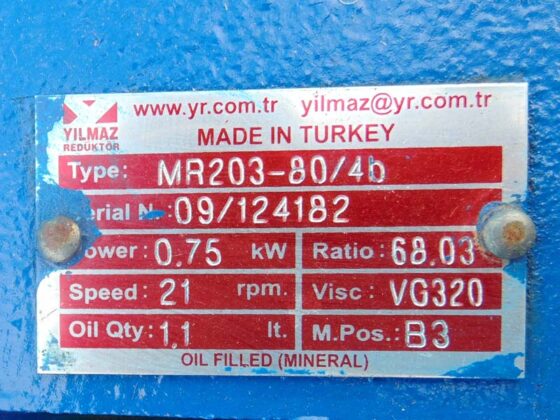 www.yr.com.tr yilmaz@yr.com.tr
YILMAZ
REDÜKTÖR
MADE IN TURKEY
Type: MR203-80/4b
erial N : 09/124182
ower: 0.75 kW Ratio: 68.03
Speed: 21 rpm. Visc: VG320
Oil Qty: 1.1 lt. M.Pos.: B3
OIL FILLED (MINERAL)